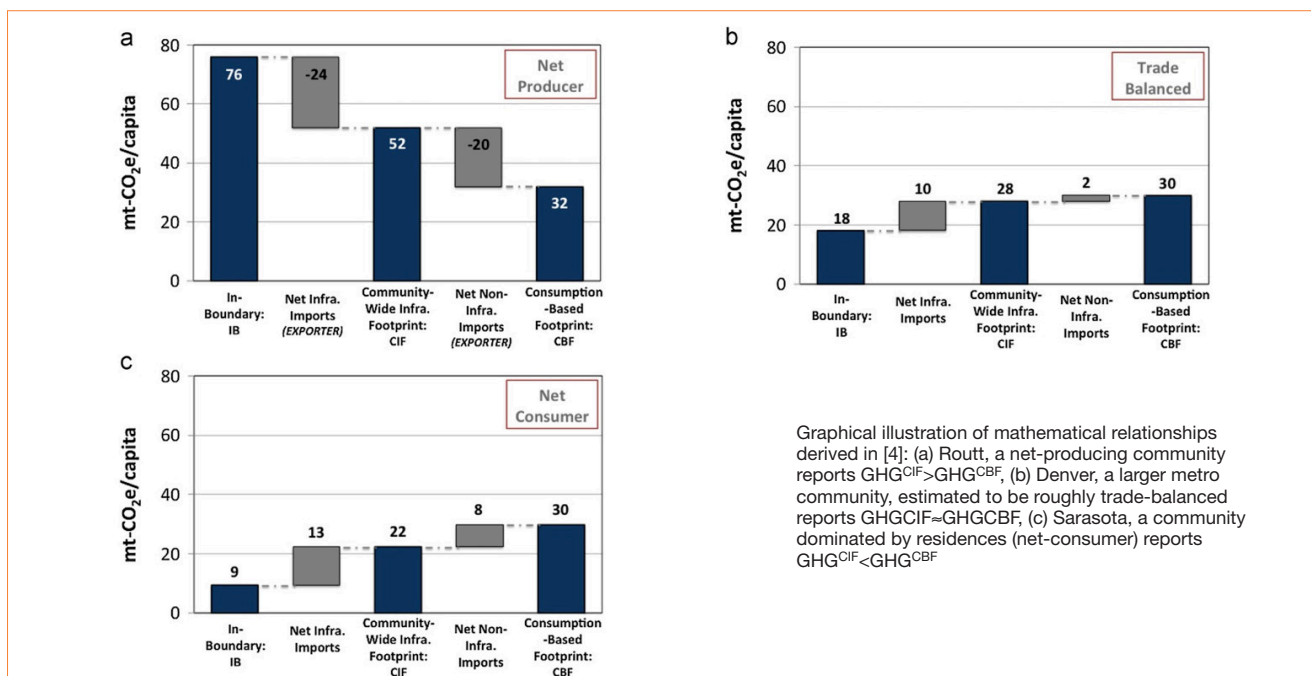 a
80
60
40
20
0
mt-CO2e/capita
Net
Producer
76
-24
52
-20
32
In-
Boundary:
IB
Net Infra.
Imports
(EXPORTER)
Community-
Wide Infra.
Footprint:
CIF
Net Non-
Infra.
Imports
(EXPORTER)
Consumption
-Based
Footprint:
CBF
b
80
60
40
20
0
mt-CO2e/capita
Trade
Balanced
18
10
28
2
30
In-
Boundary:
IB
Net Infra.
Imports
Community-
Wide Infra.
Footprint:
CIF
Net Non-
Infra.
Imports
Consumption
-Based
Footprint:
CBF
c
80
60
40
20
0
mt-CO2e/capita
Net
Consumer
9
13
22
8
30
In-
Boundary:
IB
Net Infra.
Imports
Community-
Wide Infra.
Footprint:
CIF
Net Non-
Infra.
Imports
Consumption
-Based
Footprint:
CBF
Graphical illustration of mathematical relationships
derived in [4]: (a) Routt, a net-producing community
reports GHGCIF>GHGCBF, (b) Denver, a larger metro
community, estimated to be roughly trade-balanced
reports GHGCIF≈GHGCBF, (c) Sarasota, a community
dominated by residences (net-consumer) reports
GHGCIF<GHGCBF